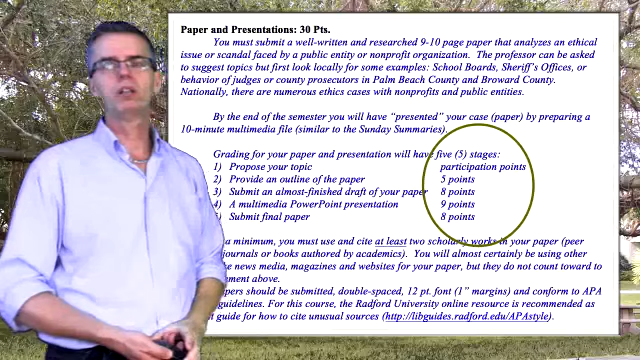 Paper and Presentations: 30 Pts.
You must submit a well-written and researched 9-10 page paper that analyzes an ethical
issue or scandal faced by a public entity or nonprofit organization. The professor can be asked
to suggest topics but first look locally for some examples: School Boards, Sheriff's Offices, or
behavior of judges or county prosecutors in Palm Beach County and Broward County.
Nationally, there are numerous ethics cases with nonprofits and public entities.
By the end of the semester you will have "presented" your case (paper) by preparing a
10-minute multimedia file (similar to the Sunday Summaries).
Grading for your paper and presentation will have five (5) stages:
1) Propose your topic participation points
2) Provide an outline of the paper 5 points
3) Submit an almost-finished draft of your paper 8 points
4) A multimedia PowerPoint presentation 9 points
) Submit final paper 8 points
a minimum, you must use and cite at least two scholarly works in your paper (peer
journals or books authored by academics). You will almost certainly be using other
news media, magazines and websites for your paper, but they do not count toward to
above.
should be submitted, double-spaced, 12 pt. font (1" margins) and conform to APA
guidelines. For this course, the Radford University online resource is recommended as
guide for how to cite unusual sources (http://libguides.radford.edu/APAstyle).